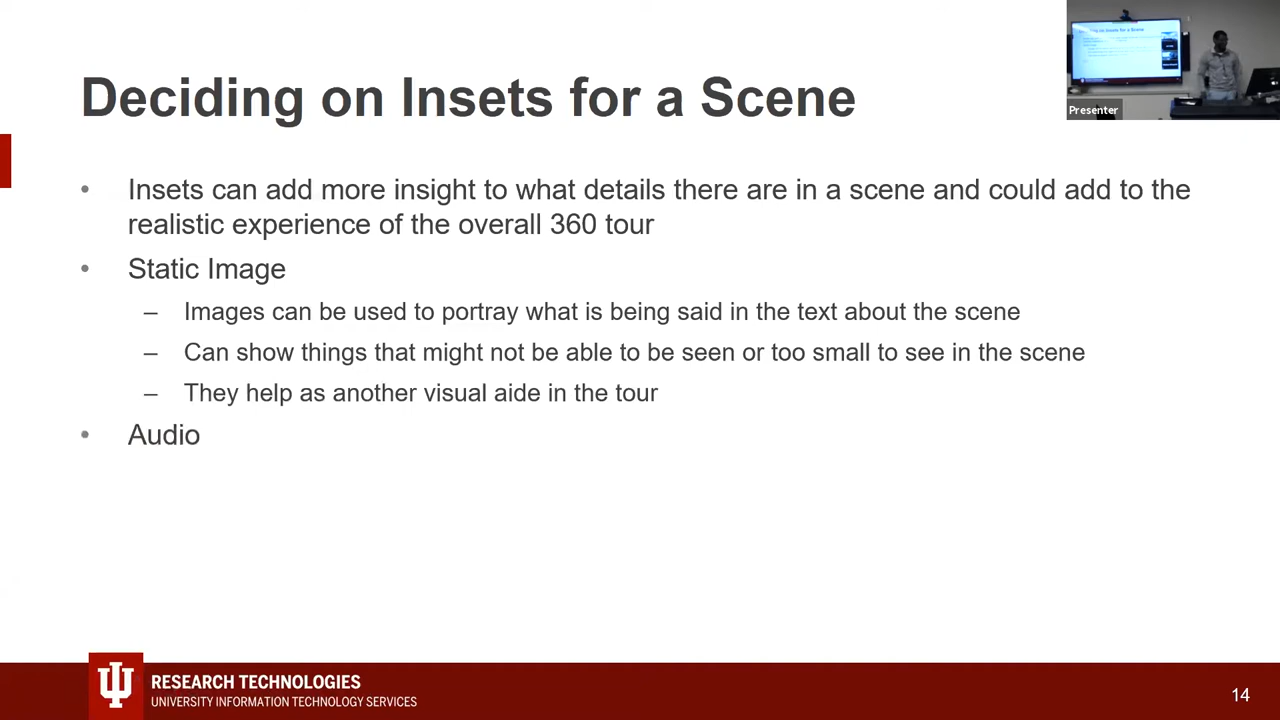 Deciding on Insets for a Scene
Presenter
• Insets can add more insight to what details there are in a scene and could add to the
realistic experience of the overall 360 tour
• Static Image
– Images can be used to portray what is being said in the text about the scene
– Can show things that might not be able to be seen or too small to see in the scene
– They help as another visual aide in the tour
• Audio
RESEARCH TECHNOLOGIES
UNIVERSITY INFORMATION TECHNOLOGY SERVICES
14